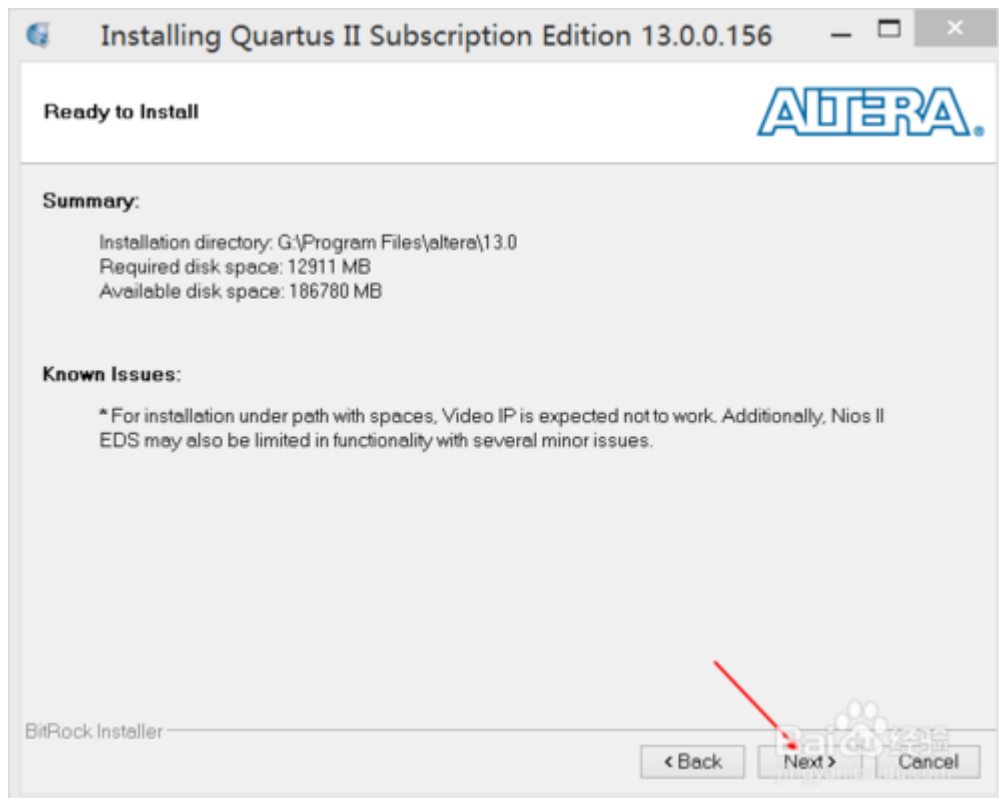 Installing Quartus II Subscription Edition 13.0.0.156
Ready to Install
ALTERA
Summary:
Installation directory: G:\Program Files\altera\13.0
Required disk space: 12911 MB
Available disk space: 186780 MB
Known Issues:
* For installation under path with spaces, Video IP is expected not to work. Additionally, Nios II
EDS may also be limited in functionality with several minor issues.
BitRock Installer
Baidu 经验
< Back Next > Cancel